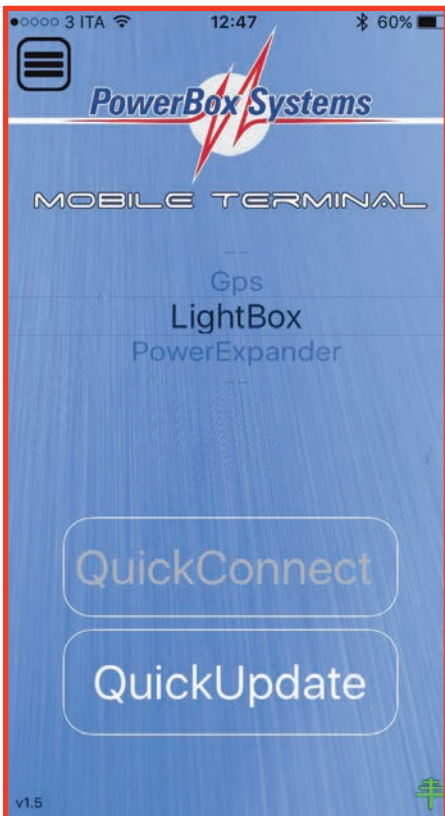 3 ITA 12:47 60%
PowerBox Systems
MOBILE TERMINAL
Gps
LightBox
PowerExpander
QuickConnect
QuickUpdate
v1.5